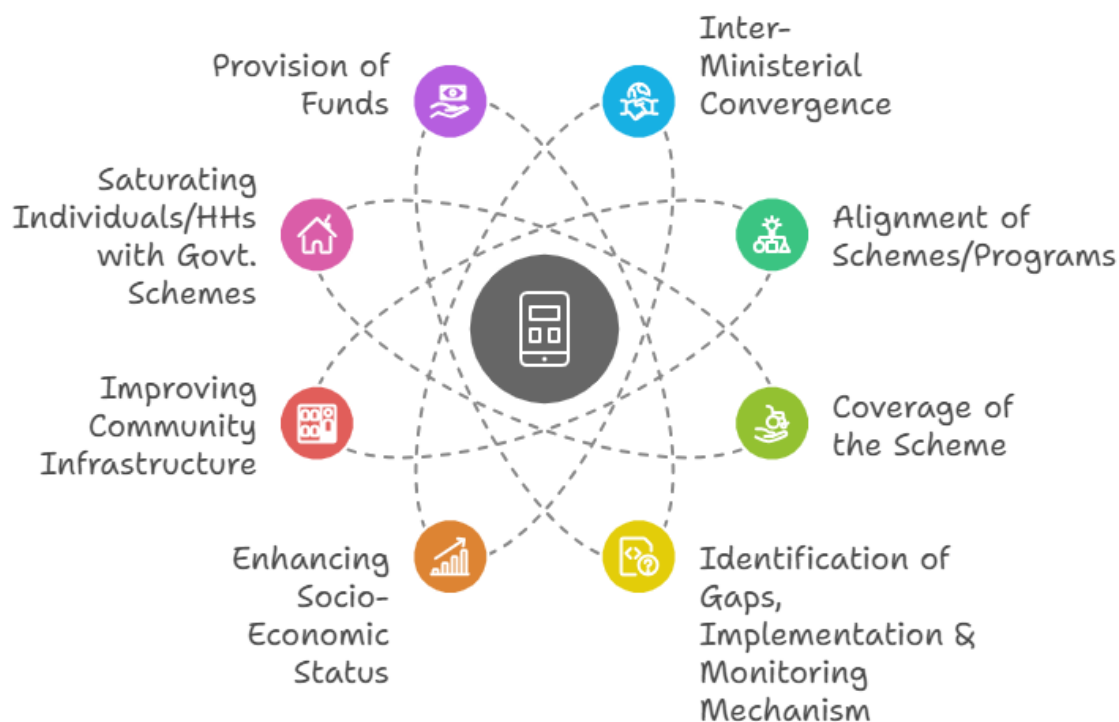 Provision of
Funds
Inter-
Ministerial
Convergence
Saturating
Individuals/HHs
with Govt.
Schemes
Alignment of
Schemes/Programs
Improving
Community
Infrastructure
Coverage of
the Scheme
Enhancing
Socio-
Economic
Status
Identification of
Gaps,
Implementation &
Monitoring
Mechanism